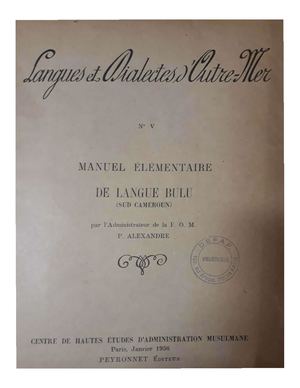 Langues et Dialectes d'Outre-Mer
N° V
MANUEL ELEMENTAIRE
DE LANGUE BULU
(SUD CAMEROUN)
par l'Administrateur de la F. O. M.
P. ALEXANDRE
CENTRE DE HAUTES ÉTUDES D'ADMINISTRATION MUSULMANE
Paris, Janvier 1956
PEYRONNET ÉDITEUR